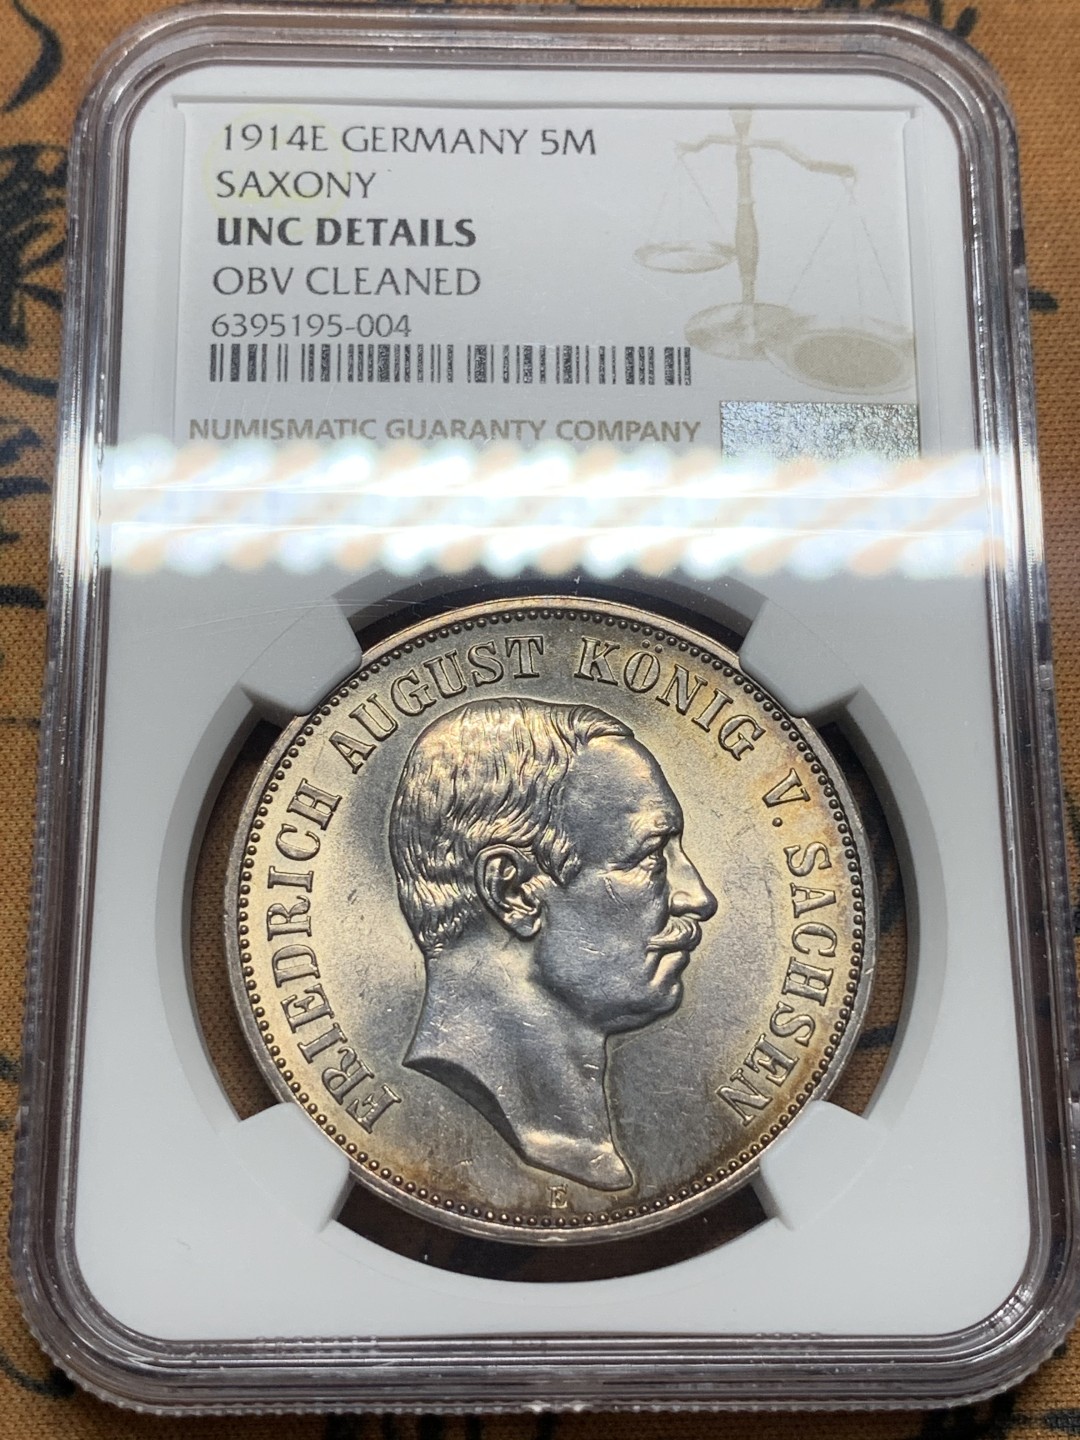 1914E GERMANY 5M
SAXONY
UNC DETAILS
OBV CLEANED
6395195-004
NUMISMATIC GUARANTY COMPANY
FRIEDRICH AUGUST KÖNIG V. SACHSEN
E